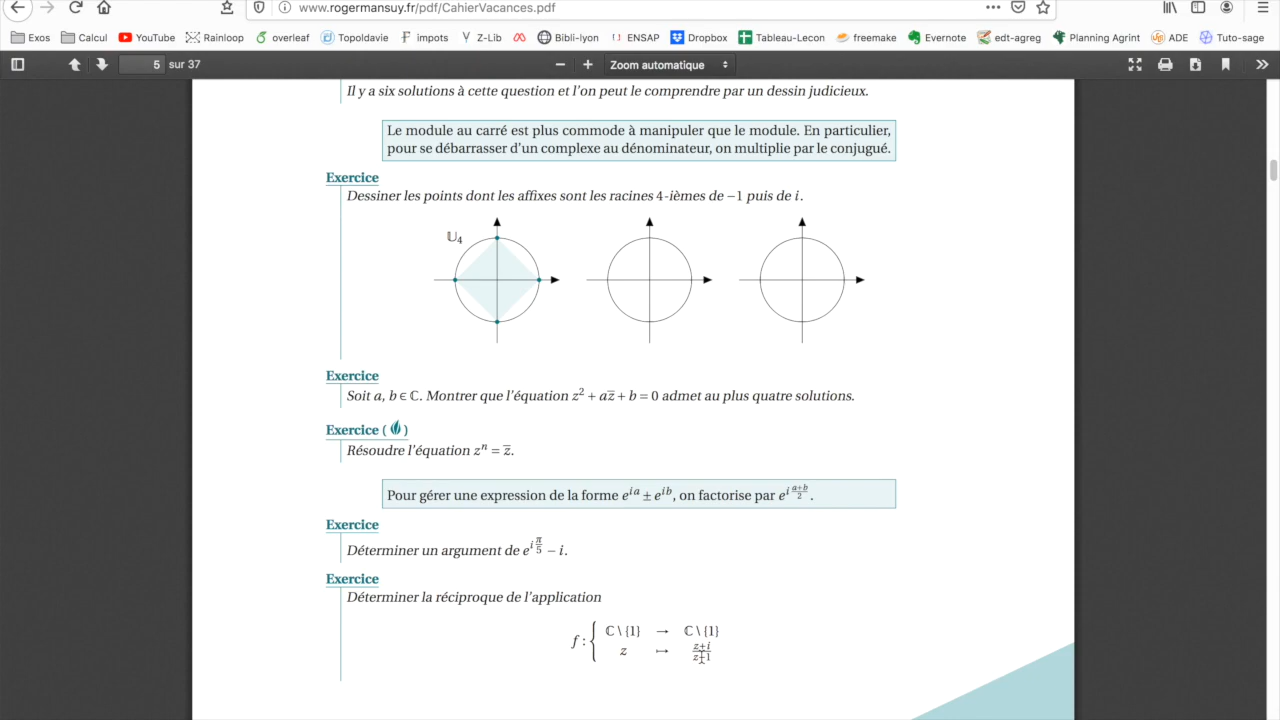 www.rogermansuy.fr/pdf/CahierVacances.pdf
Exos Calcul YouTube Rainloop overleaf Topoldavie impots Z-Lib Bibli-lyon ENSAP Dropbox Tableau-Lecon freemake Evernote edt-agreg Planning Agrint ADE Tuto-sage
5 sur 37 Zoom automatique
Il y a six solutions à cette question et l'on peut le comprendre par un dessin judicieux.
Le module au carré est plus commode à manipuler que le module. En particulier,
pour se débarrasser d'un complexe au dénominateur, on multiplie par le conjugué.
Exercice
Dessiner les points dont les affixes sont les racines 4-ièmes de −1 puis de i.
𝕌₄
Exercice
Soit a, b ∈ ℂ. Montrer que l'équation z² + az̅ + b = 0 admet au plus quatre solutions.
Exercice ( )
Résoudre l'équation zⁿ = z̅.
Pour gérer une expression de la forme e^{ia} ± e^{ib}, on factorise par e^{i\frac{a+b}{2}}.
Exercice
Déterminer un argument de e^{i\frac{π}{5}} − i.
Exercice
Déterminer la réciproque de l'application
f : { ℂ \ {1} → ℂ \ {1}
z ↦ \frac{z+i}{z-1}